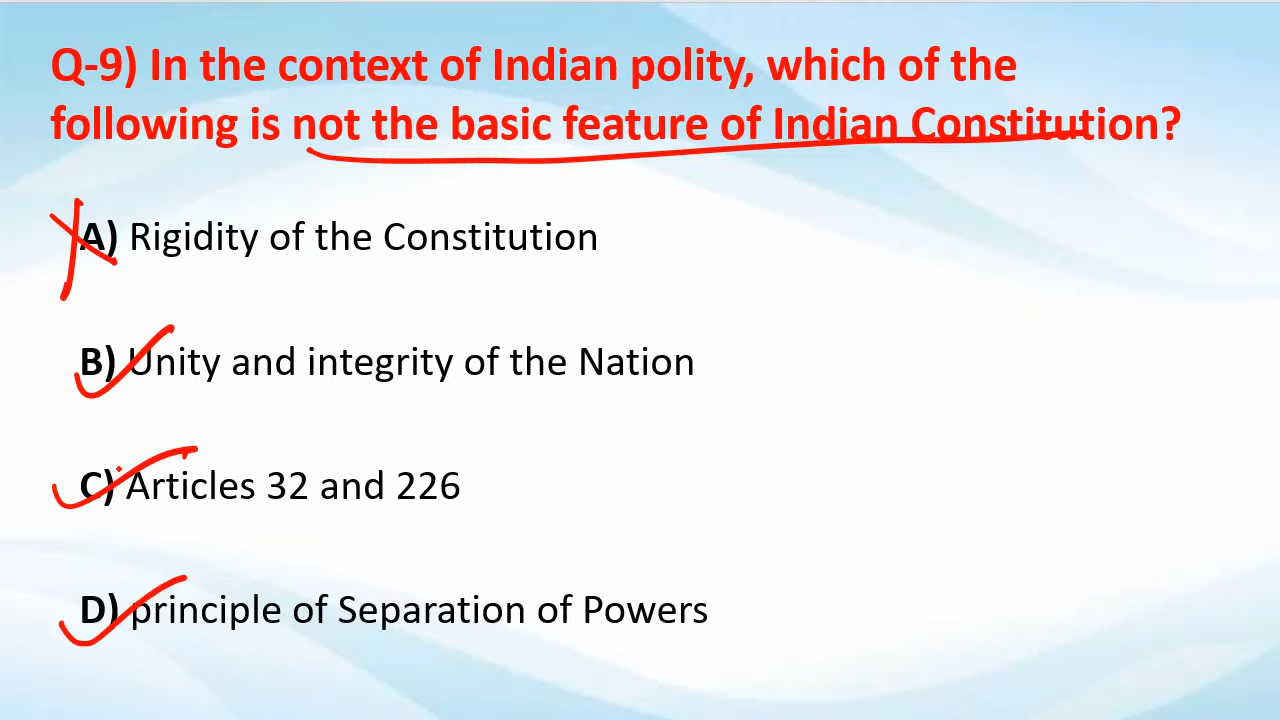 Q-9) In the context of Indian polity, which of the
following is not the basic feature of Indian Constitution?
A) Rigidity of the Constitution
B) Unity and integrity of the Nation
C) Articles 32 and 226
D) principle of Separation of Powers